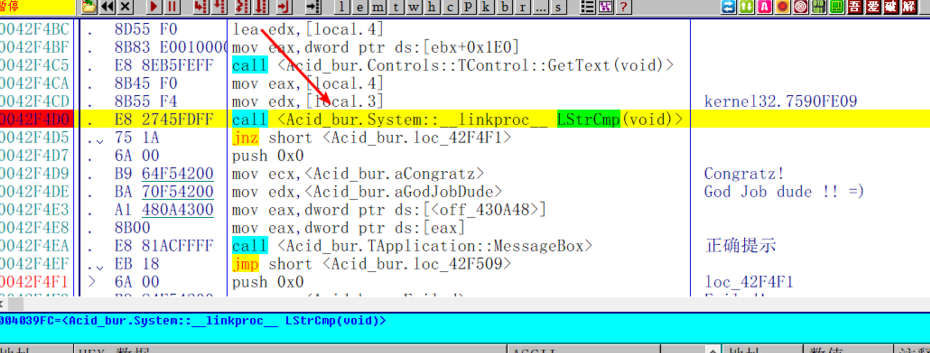 暂停 l e m t w h c p k b r ... s ? 吾 爱 破 解
0042F4BC . 8D55 F0 lea edx,[local.4]
0042F4BF . 8B83 E0010000 mov eax,dword ptr ds:[ebx+0x1E0]
0042F4C5 . E8 8EB5FEFF call <Acid_bur.Controls::TControl::GetText(void)>
0042F4CA . 8B45 F0 mov eax,[local.4]
0042F4CD . 8B55 F4 mov edx,[local.3] kernel32.7590FE09
0042F4D0 . E8 2745FDFF call <Acid_bur.System::__linkproc__ LStrCmp(void)>
0042F4D5 .⌄ 75 1A jnz short <Acid_bur.loc_42F4F1>
0042F4D7 . 6A 00 push 0x0
0042F4D9 . B9 64F54200 mov ecx,<Acid_bur.aCongratz> Congratz!
0042F4DE . BA 70F54200 mov edx,<Acid_bur.aGodJobDude> God Job dude !! =)
0042F4E3 . A1 480A4300 mov eax,dword ptr ds:[<off_430A48>]
0042F4E8 . 8B00 mov eax,dword ptr ds:[eax]
0042F4EA . E8 81ACFFFF call <Acid_bur.TApplication::MessageBox> 正确提示
0042F4EF .⌄ EB 18 jmp short <Acid_bur.loc_42F509>
0042F4F1 > 6A 00 push 0x0 loc_42F4F1
004039FC=<Acid_bur.System::__linkproc__ LStrCmp(void)>
地址 HEX 数据 ASCII 地址 数值 注释